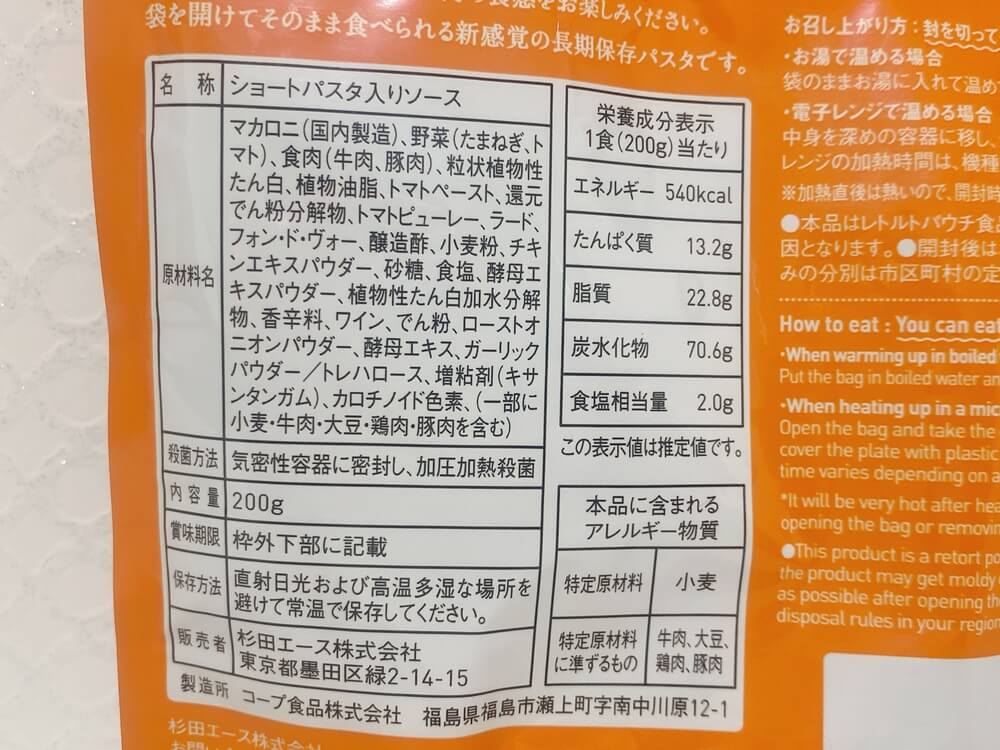 の食感をお楽しみください。
袋を開けてそのまま食べられる新感覚の長期保存パスタです。
名 称 ショートパスタ入りソース
原材料名
マカロニ(国内製造)、野菜(たまねぎ、ト
マト)、食肉(牛肉、豚肉)、粒状植物性
たん白、植物油脂、トマトペースト、還元
でん粉分解物、トマトピューレー、ラード、
フォン・ド・ヴォー、醸造酢、小麦粉、チキ
ンエキスパウダー、砂糖、食塩、酵母エ
キスパウダー、植物性たん白加水分解
物、香辛料、ワイン、でん粉、ローストオ
ニオンパウダー、酵母エキス、ガーリック
パウダー/トレハロース、増粘剤(キサ
ンタンガム)、カロチノイド色素、(一部に
小麦・牛肉・大豆・鶏肉・豚肉を含む)
殺菌方法 気密性容器に密封し、加圧加熱殺菌
内 容 量 200g
賞味期限 枠外下部に記載
保存方法
直射日光および高温多湿な場所を
避けて常温で保存してください。
販 売 者
杉田エース株式会社
東京都墨田区緑2-14-15
製造所 コープ食品株式会社 福島県福島市瀬上町字南中川原12-1
杉田エース株式会社
栄養成分表示
1食(200g)当たり
エネルギー 540kcal
たんぱく質 13.2g
脂質 22.8g
炭水化物 70.6g
食塩相当量 2.0g
この表示値は推定値です。
本品に含まれる
アレルギー物質
特定原材料 小麦
特定原材料
に準ずるもの
牛肉、大豆、
鶏肉、豚肉
お召し上がり方:封を切って
・お湯で温める場合
袋のままお湯に入れて温め
・電子レンジで温める場合
中身を深めの容器に移し、
レンジの加熱時間は、機種
※加熱直後は熱いので、開封時
●本品はレトルトパウチ食品
因となります。●開封後は
みの分別は市区町村の定
How to eat : You can eat
・When warming up in boiled
Put the bag in boiled water an
・When heating up in a mic
Open the bag and take the
cover the plate with plastic
time varies depending on a
*It will be very hot after hea
opening the bag or removin
●This product is a retort po
the product may get moldy
as possible after opening th
disposal rules in your region